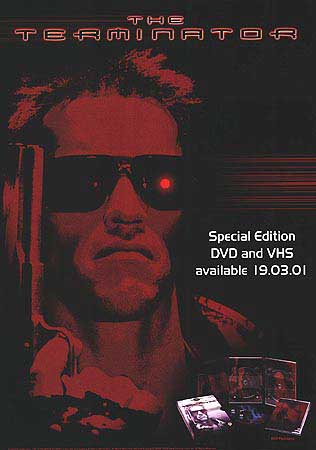 THE
TERMINATOR
Special Edition
DVD and VHS
available 19.03.01